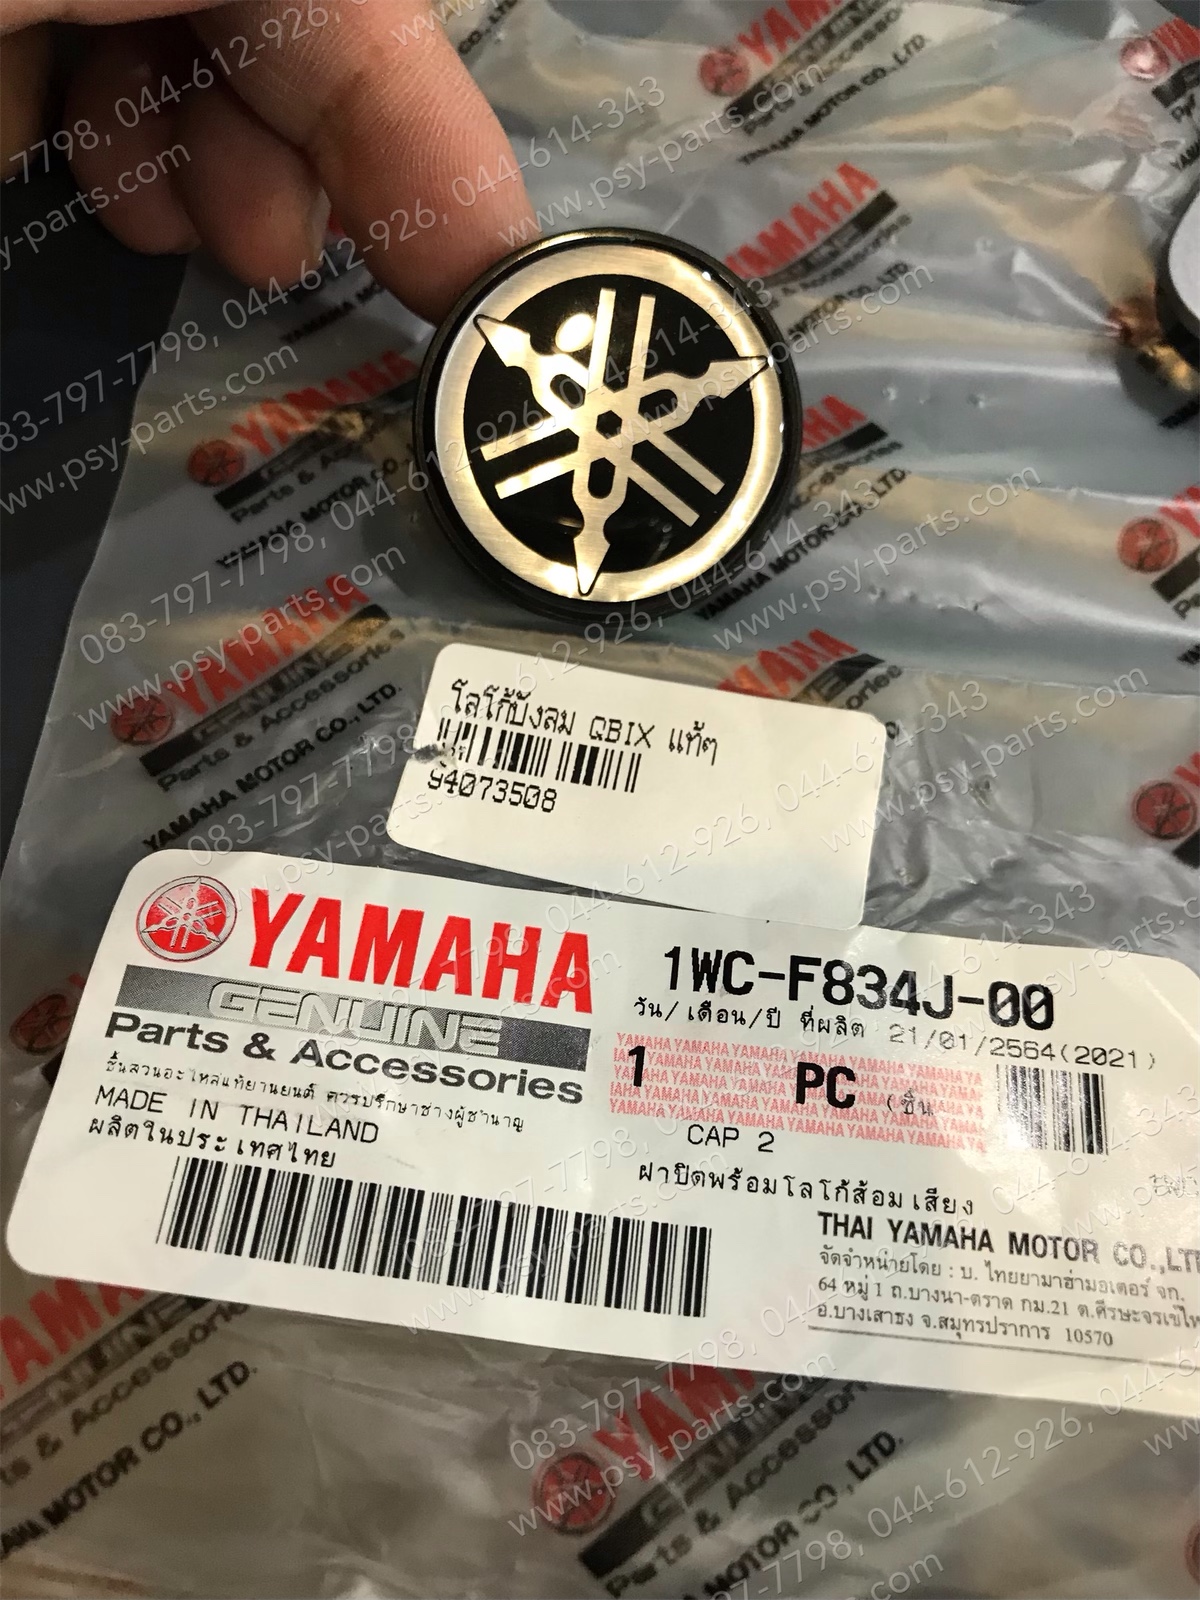 โลโก้บังลม QBIX แท้ๆ
94073508
YAMAHA
GENUINE
Parts & Accessories
ชิ้นส่วนอะไหล่แท้ยานยนต์ ควรปรึกษาช่างผู้ชำนาญ
MADE IN THAILAND
ผลิตในประเทศไทย
1WC-F834J-00
วัน/เดือน/ปี ที่ผลิต 21/01/2564(2021)
1 PC (ชิ้น
CAP 2
ฝาปิดพร้อมโลโก้ส้อมเสียง
THAI YAMAHA MOTOR CO.,LT
จัดจำหน่ายโดย : บ. ไทยยามาฮ่ามอเตอร์ จก.
64 หมู่ 1 ถ.บางนา-ตราด กม.21 ต.ศีรษะจรเข้ให
อ.บางเสาธง จ.สมุทรปราการ 10570
YAMAHA
GENUINE
Parts & Accessories
YAMAHA MOTOR CO., LTD.
083-797-7798, 044-612-926, 044-614-343
www.psy-parts.com